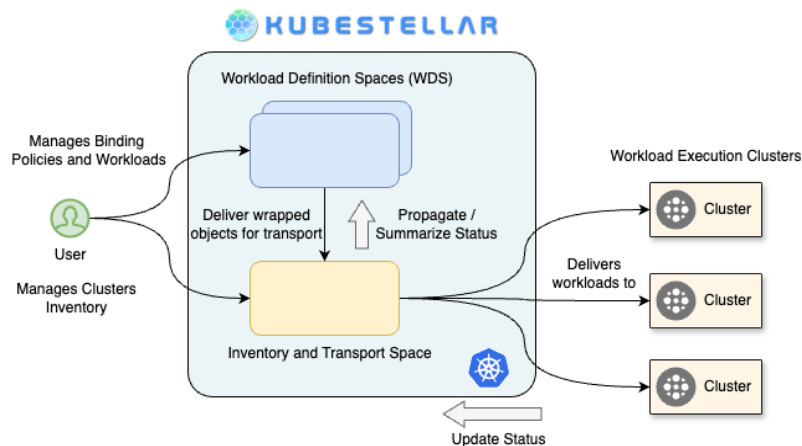 KUBESTELLAR
Workload Definition Spaces (WDS)
Manages Binding
Policies and Workloads
Workload Execution Clusters
Cluster
Deliver wrapped
objects for transport
Propagate /
Summarize Status
User
Manages Clusters
Inventory
Delivers
workloads to
Cluster
Inventory and Transport Space
Cluster
Update Status